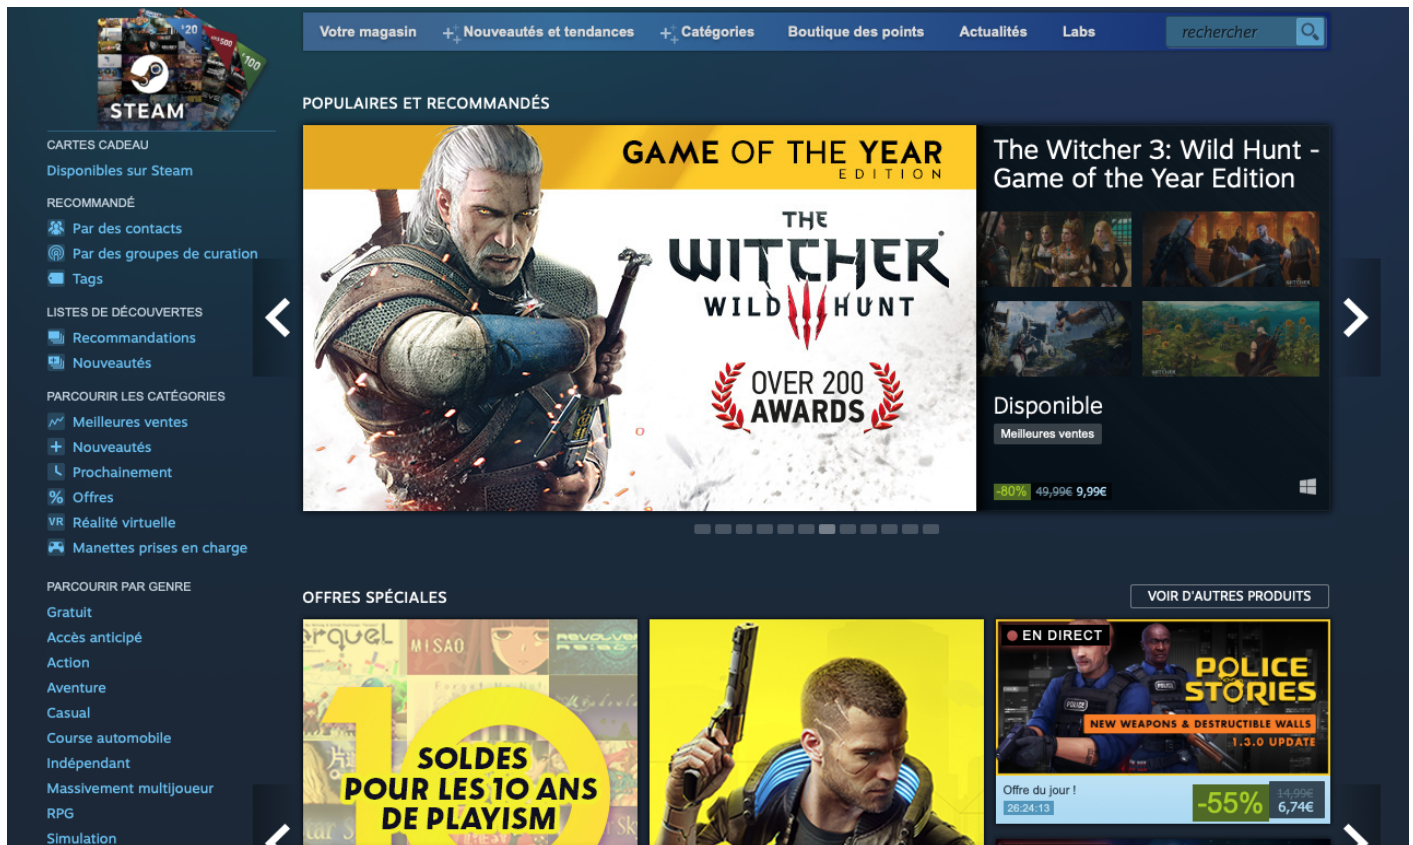 $20
$500
$100
STEAM
CARTES CADEAU
Disponibles sur Steam
RECOMMANDÉ
Par des contacts
Par des groupes de curation
Tags
LISTES DE DÉCOUVERTES
Recommandations
Nouveautés
PARCOURIR LES CATÉGORIES
Meilleures ventes
Nouveautés
Prochainement
Offres
VR Réalité virtuelle
Manettes prises en charge
PARCOURIR PAR GENRE
Gratuit
Accès anticipé
Action
Aventure
Casual
Course automobile
Indépendant
Massivement multijoueur
RPG
Simulation
Votre magasin Nouveautés et tendances Catégories Boutique des points Actualités Labs rechercher
POPULAIRES ET RECOMMANDÉS
GAME OF THE YEAR
EDITION
THE
WITCHER
WILD HUNT
OVER 200
AWARDS
The Witcher 3: Wild Hunt -
Game of the Year Edition
Disponible
Meilleures ventes
-80% 49,99€ 9,99€
OFFRES SPÉCIALES
VOIR D'AUTRES PRODUITS
MISAO
10
SOLDES
POUR LES 10 ANS
DE PLAYISM
EN DIRECT
POLICE
STORIES
POLICE
NEW WEAPONS & DESTRUCTIBLE WALLS
1.3.0 UPDATE
Offre du jour !
26:24:13
-55%
14,99€
6,74€